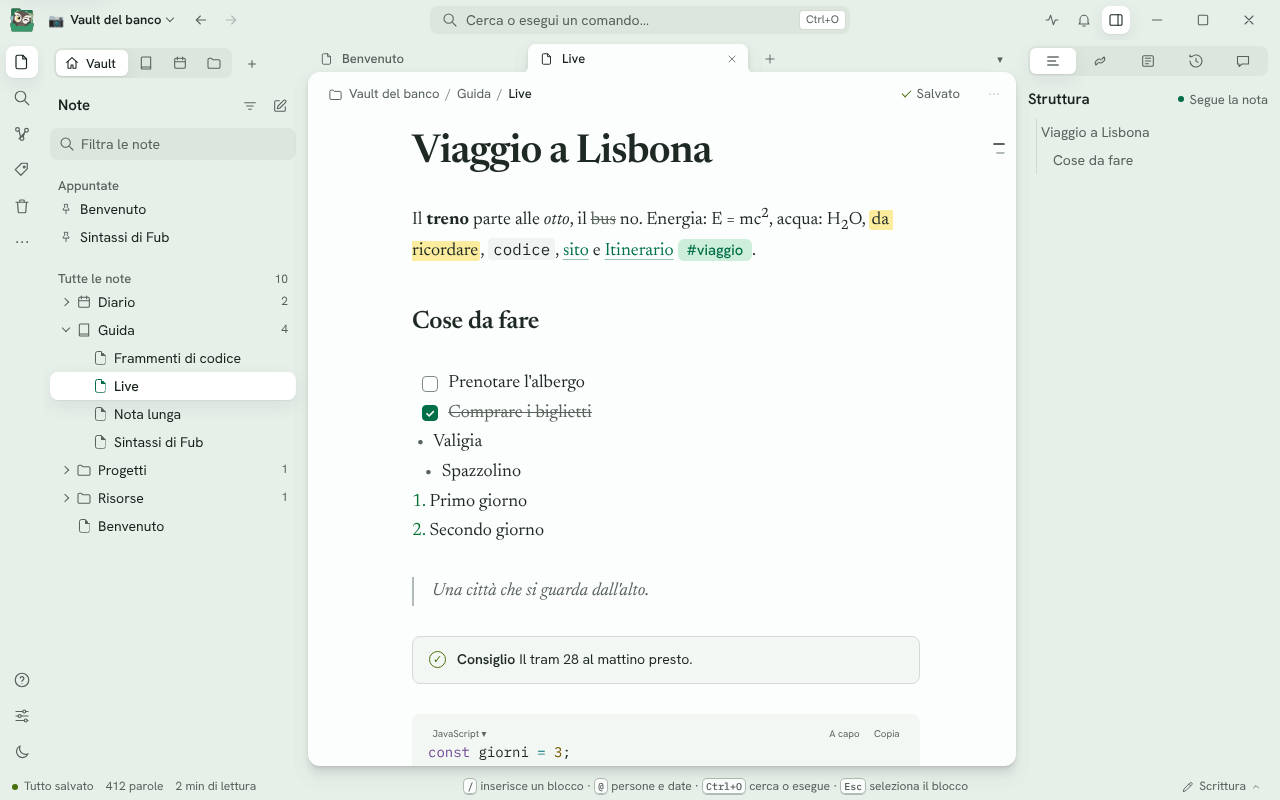 Vault del banco
Cerca o esegui un comando...
Ctrl+O
Vault
Benvenuto
Live
Note
Filtra le note
Appuntate
Benvenuto
Sintassi di Fub
Tutte le note 10
Diario 2
Guida 4
Frammenti di codice
Live
Nota lunga
Sintassi di Fub
Progetti 1
Risorse 1
Benvenuto
Vault del banco / Guida / Live
Salvato
Viaggio a Lisbona
Il treno parte alle otto, il bus no. Energia: E = mc², acqua: H₂O, da
ricordare, codice, sito e Itinerario #viaggio.
Cose da fare
Prenotare l'albergo
Comprare i biglietti
• Valigia
• Spazzolino
1. Primo giorno
2. Secondo giorno
Una città che si guarda dall'alto.
Consiglio Il tram 28 al mattino presto.
JavaScript ▾ A capo Copia
const giorni = 3;
Struttura
Segue la nota
Viaggio a Lisbona
Cose da fare
Tutto salvato 412 parole 2 min di lettura
/ inserisce un blocco · @ persone e date · Ctrl+O cerca o esegue · Esc seleziona il blocco
Scrittura